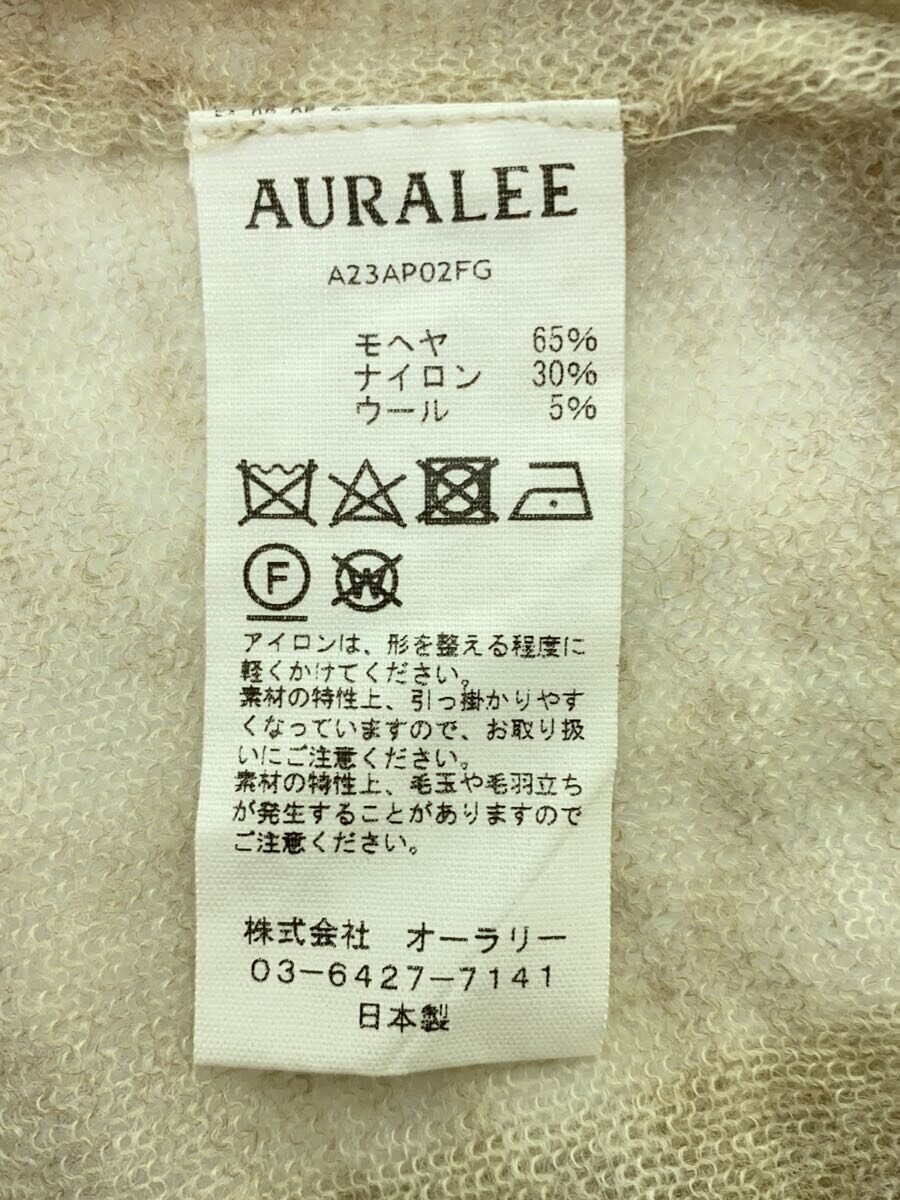 AURALEE
A23AP02FG
モヘヤ 65%
ナイロン 30%
ウール 5%
F
W
アイロンは、形を整える程度に
軽くかけてください。
素材の特性上、引っ掛かりやす
くなっていますので、お取り扱
いにご注意ください。
素材の特性上、毛玉や毛羽立ち
が発生することがありますので
ご注意ください。
株式会社 オーラリー
03-6427-7141
日本製